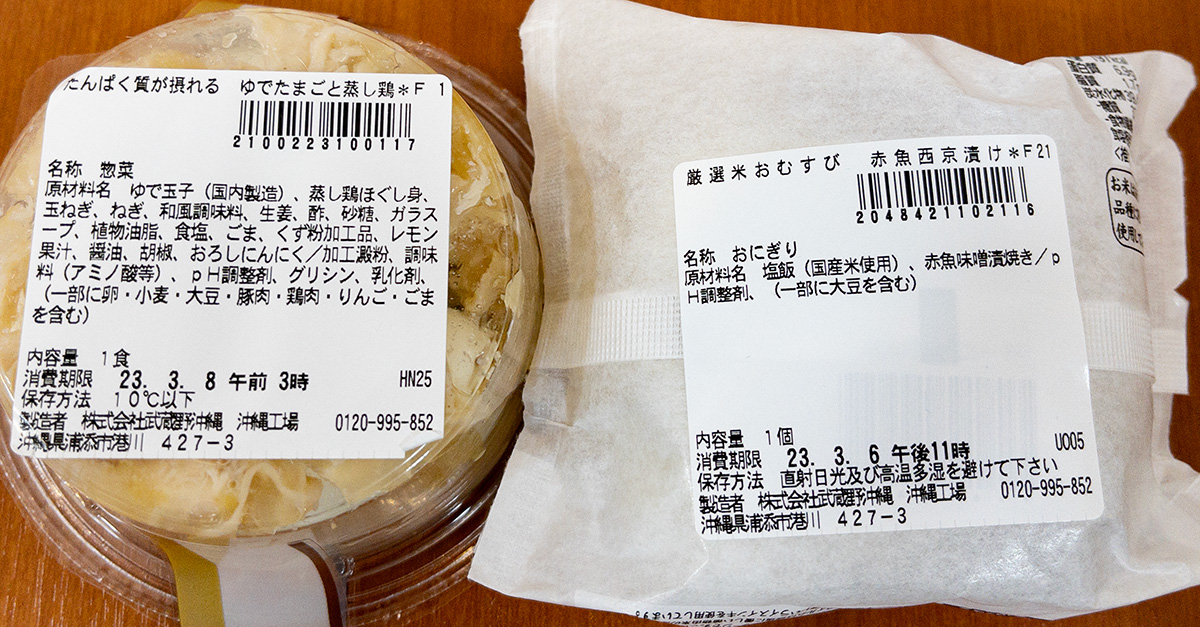 たんぱく質が摂れる ゆでたまごと蒸し鶏*F 1
2100223100117
名称 惣菜
原材料名 ゆで玉子（国内製造）、蒸し鶏ほぐし身、
玉ねぎ、ねぎ、和風調味料、生姜、酢、砂糖、ガラス
ープ、植物油脂、食塩、ごま、くず粉加工品、レモン
果汁、醤油、胡椒、おろしにんにく／加工澱粉、調味
料（アミノ酸等）、pH調整剤、グリシン、乳化剤、
（一部に卵・小麦・大豆・豚肉・鶏肉・りんご・ごま
を含む）
内容量 1食
消費期限 23. 3. 8 午前 3時 HN25
保存方法 10℃以下
製造者 株式会社武蔵野沖縄 沖縄工場 0120-995-852
沖縄県浦添市港川 427-3
厳選米おむすび 赤魚西京漬け*F21
2048421102116
名称 おにぎり
原材料名 塩飯（国産米使用）、赤魚味噌漬焼き／p
H調整剤、（一部に大豆を含む）
内容量 1個
消費期限 23. 3. 6 午後11時 U005
保存方法 直射日光及び高温多湿を避けて下さい
製造者 株式会社武蔵野沖縄 沖縄工場 0120-995-852
沖縄県浦添市港川 427-3
お米
品種
使用